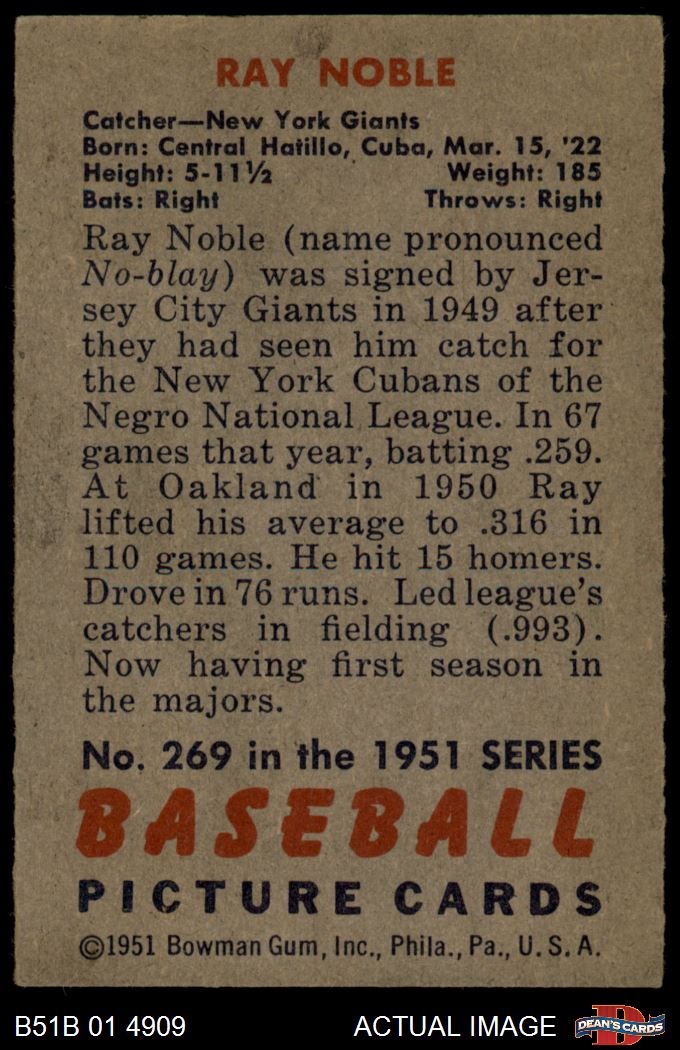 RAY NOBLE
Catcher—New York Giants
Born: Central Hatillo, Cuba, Mar. 15, '22
Height: 5-11½ Weight: 185
Bats: Right Throws: Right
Ray Noble (name pronounced
No-blay) was signed by Jer-
sey City Giants in 1949 after
they had seen him catch for
the New York Cubans of the
Negro National League. In 67
games that year, batting .259.
At Oakland in 1950 Ray
lifted his average to .316 in
110 games. He hit 15 homers.
Drove in 76 runs. Led league's
catchers in fielding (.993).
Now having first season in
the majors.
No. 269 in the 1951 SERIES
BASEBALL
PICTURE CARDS
©1951 Bowman Gum, Inc., Phila., Pa., U. S. A.
B51B 01 4909 ACTUAL IMAGE D DEAN'S CARDS